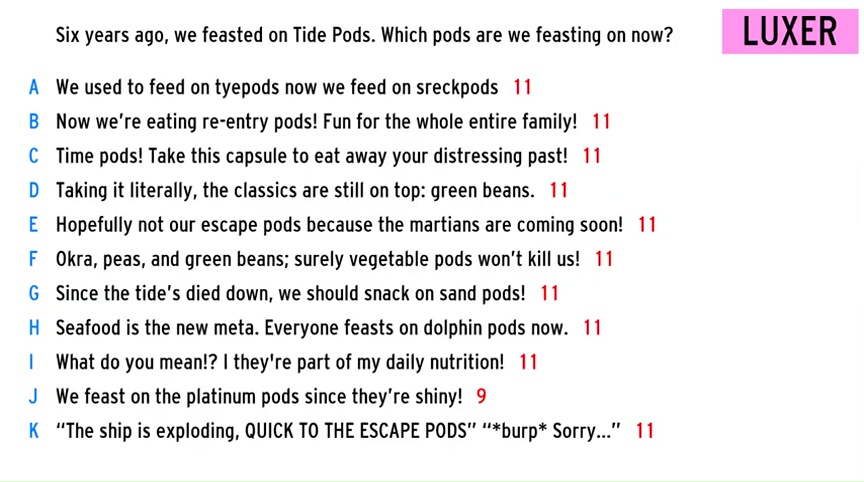 Six years ago, we feasted on Tide Pods. Which pods are we feasting on now?
LUXER
A We used to feed on tyepods now we feed on sreckpods 11
B Now we're eating re-entry pods! Fun for the whole entire family! 11
C Time pods! Take this capsule to eat away your distressing past! 11
D Taking it literally, the classics are still on top: green beans. 11
E Hopefully not our escape pods because the martians are coming soon! 11
F Okra, peas, and green beans; surely vegetable pods won't kill us! 11
G Since the tide's died down, we should snack on sand pods! 11
H Seafood is the new meta. Everyone feasts on dolphin pods now. 11
I What do you mean!? I they're part of my daily nutrition! 11
J We feast on the platinum pods since they're shiny! 9
K “The ship is exploding, QUICK TO THE ESCAPE PODS” “*burp* Sorry...” 11